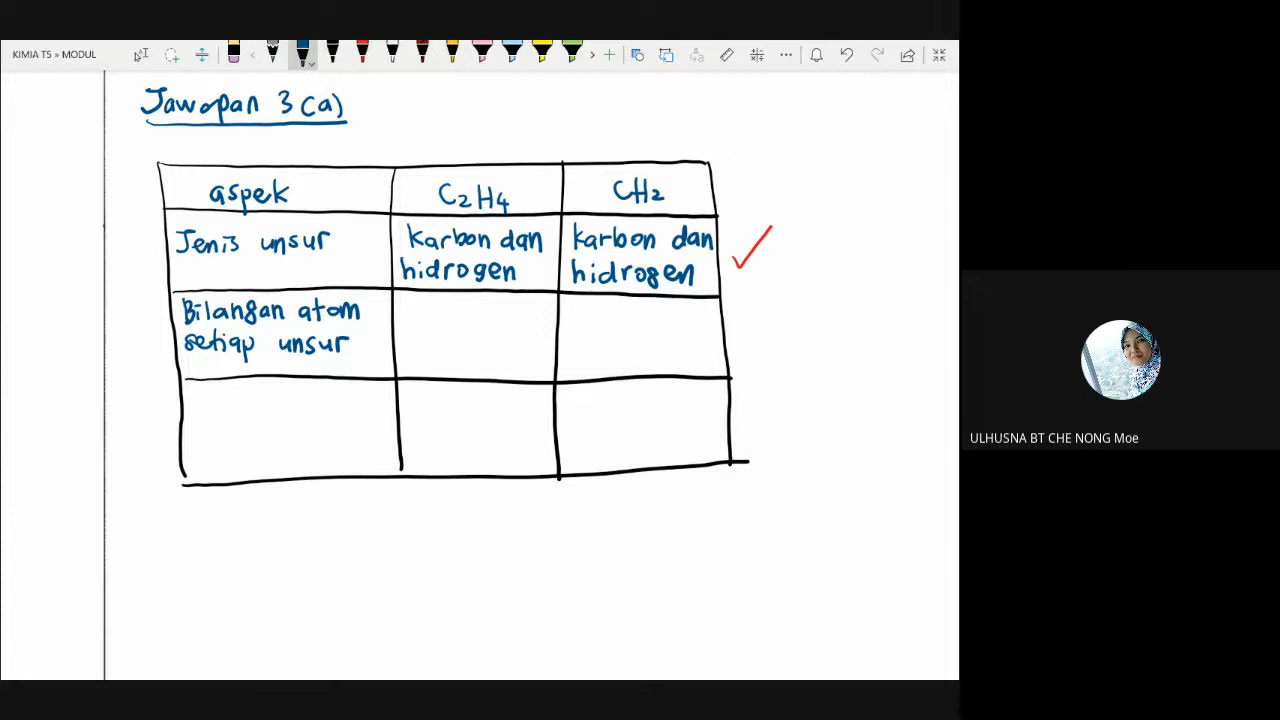 KIMIA T5 » MODUL
Jawapan 3(a)
aspek C₂H₄ CH₂
Jenis unsur karbon dan hidrogen karbon dan hidrogen
Bilangan atom
setiap unsur
ULHUSNA BT CHE NONG Moe